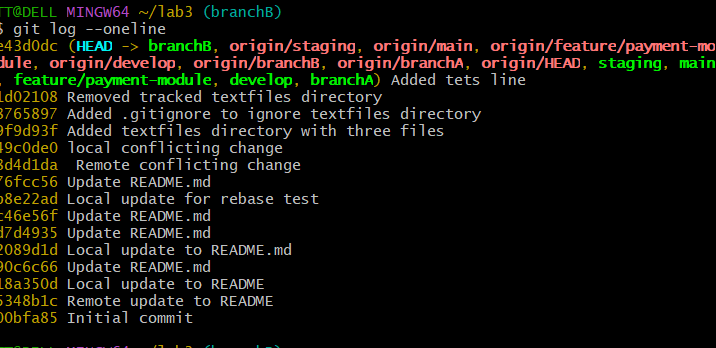 TT@DELL MINGW64 ~/lab3 (branchB)
$ git log --oneline
e43d0dc (HEAD -> branchB, origin/staging, origin/main, origin/feature/payment-mo
dule, origin/develop, origin/branchB, origin/branchA, origin/HEAD, staging, main
, feature/payment-module, develop, branchA) Added tets line
1d02108 Removed tracked textfiles directory
8765897 Added .gitignore to ignore textfiles directory
9f9d93f Added textfiles directory with three files
49c0de0 local conflicting change
8d4d1da  Remote conflicting change
76fcc56 Update README.md
b8e22ad Local update for rebase test
c46e56f Update README.md
d7d4935 Update README.md
2089d1d Local update to README.md
90c6c66 Update README.md
18a350d Local update to README
5348b1c Remote update to README
00bfa85 Initial commit